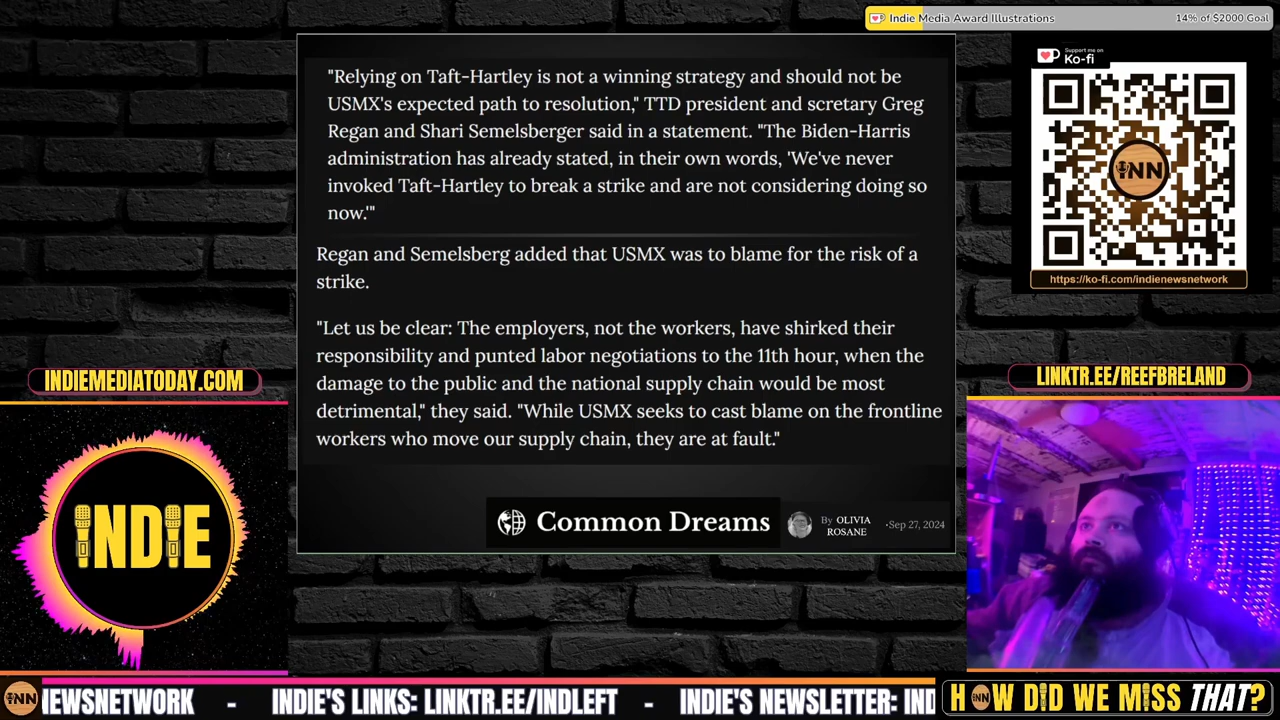 Indie Media Award Illustrations
14% of $2000 Goal
"Relying on Taft-Hartley is not a winning strategy and should not be
USMX's expected path to resolution," TTD president and scretary Greg
Regan and Shari Semelsberger said in a statement. "The Biden-Harris
administration has already stated, in their own words, 'We've never
invoked Taft-Hartley to break a strike and are not considering doing so
now.'"
Regan and Semelsberg added that USMX was to blame for the risk of a
strike.
"Let us be clear: The employers, not the workers, have shirked their
responsibility and punted labor negotiations to the 11th hour, when the
damage to the public and the national supply chain would be most
detrimental," they said. "While USMX seeks to cast blame on the frontline
workers who move our supply chain, they are at fault."
Common Dreams
By OLIVIA
ROSANE
·Sep 27, 2024
Support me on
Ko-fi
INN
https://ko-fi.com/indienewsnetwork
INDIEMEDIATODAY.COM
INDIE
LINKTR.EE/REEFBRELAND
INN
IEWSNETWORK - INDIE'S LINKS: LINKTR.EE/INDLEFT - INDIE'S NEWSLETTER: IND
HOW DID WE MISS THAT?